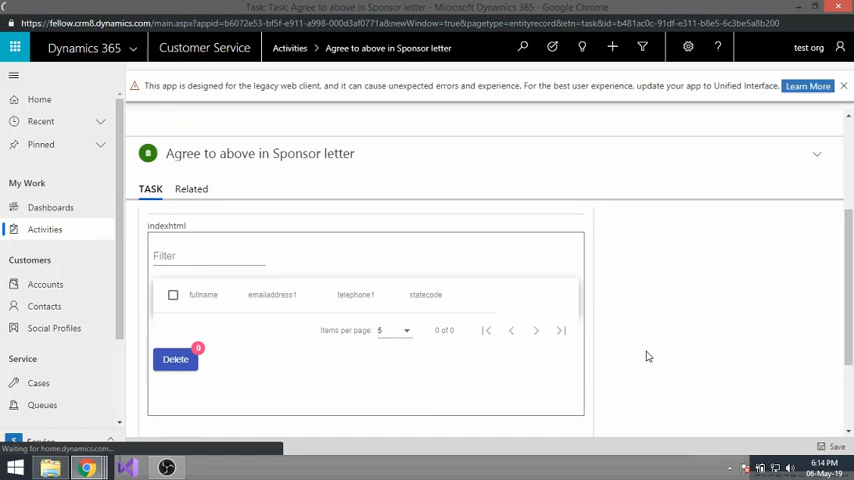 Task: Task: Agree to above in Sponsor letter - Microsoft Dynamics 365 - Google Chrome
https://fellow.crm8.dynamics.com/main.aspx?appid=b6072e53-bf5f-e911-a998-000d3af0771a&newWindow=true&pagetype=entityrecord&etn=task&id=b481ac0c-91df-e311-b8e5-6c3be5a8b200
Dynamics 365
Customer Service
Activities > Agree to above in Sponsor letter
test org
This app is designed for the legacy web client, and it can cause unexpected errors and experience. For the best user experience, update your app to Unified Interface.
Learn More
Home
Recent
Pinned
My Work
Dashboards
Activities
Customers
Accounts
Contacts
Social Profiles
Service
Cases
Queues
Agree to above in Sponsor letter
TASK
Related
indexhtml
Filter
fullname emailaddress1 telephone1 statecode
Items per page: 5 0 of 0
Delete
0
Save
Waiting for home.dynamics.com...
6:14 PM
06-May-19